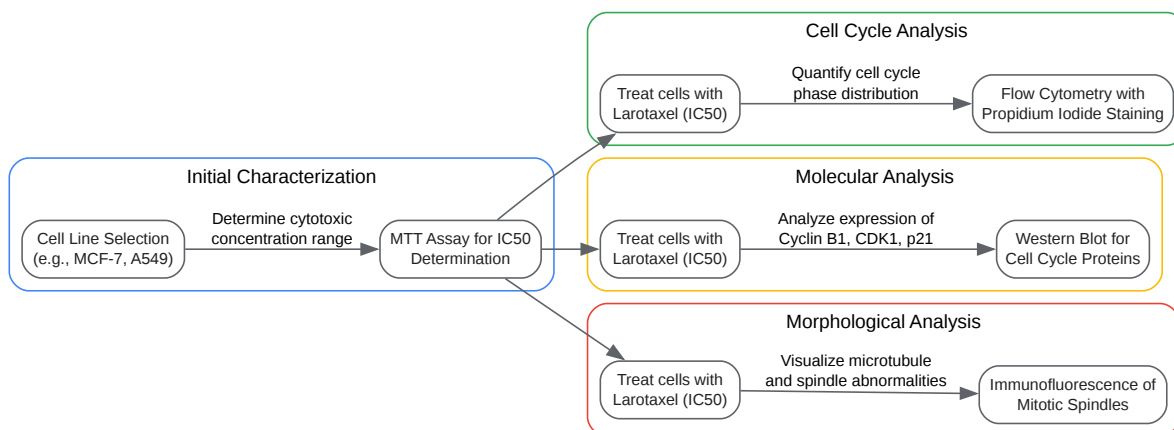 Cell Cycle Analysis
Treat cells with
Larotaxel (IC50)
Quantify cell cycle
phase distribution
Flow Cytometry with
Propidium Iodide Staining
Initial Characterization
Cell Line Selection
(e.g., MCF-7, A549)
Determine cytotoxic
concentration range
MTT Assay for IC50
Determination
Molecular Analysis
Treat cells with
Larotaxel (IC50)
Analyze expression of
Cyclin B1, CDK1, p21
Western Blot for
Cell Cycle Proteins
Morphological Analysis
Treat cells with
Larotaxel (IC50)
Visualize microtubule
and spindle abnormalities
Immunofluorescence of
Mitotic Spindles